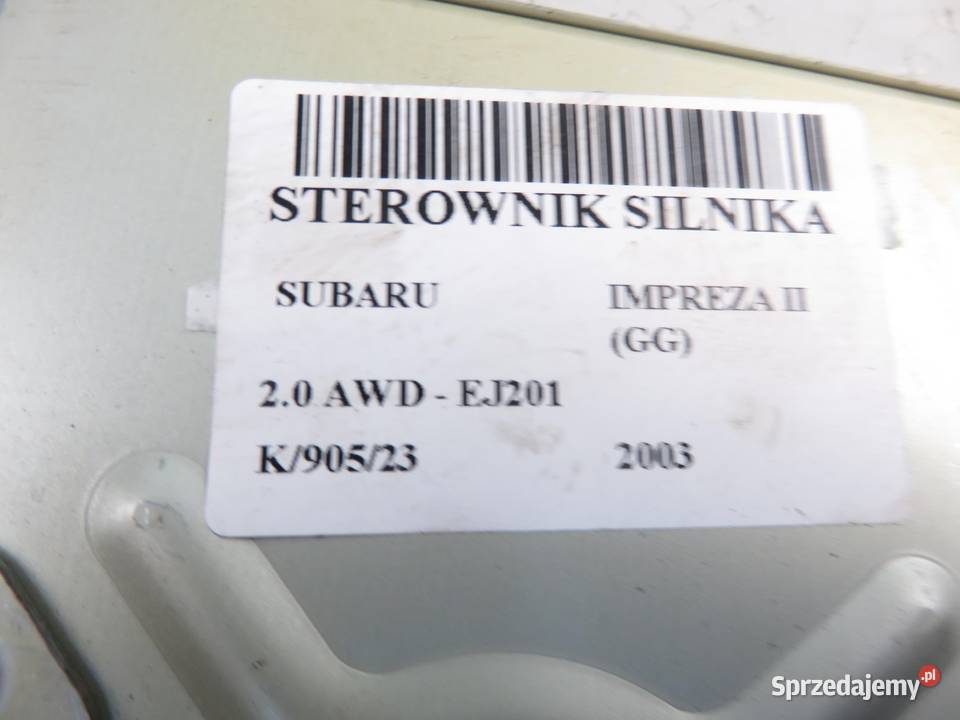 STEROWNIK SILNIKA
SUBARU IMPREZA II
(GG)
2.0 AWD - EJ201
K/905/23 2003
Sprzedajemy.pl